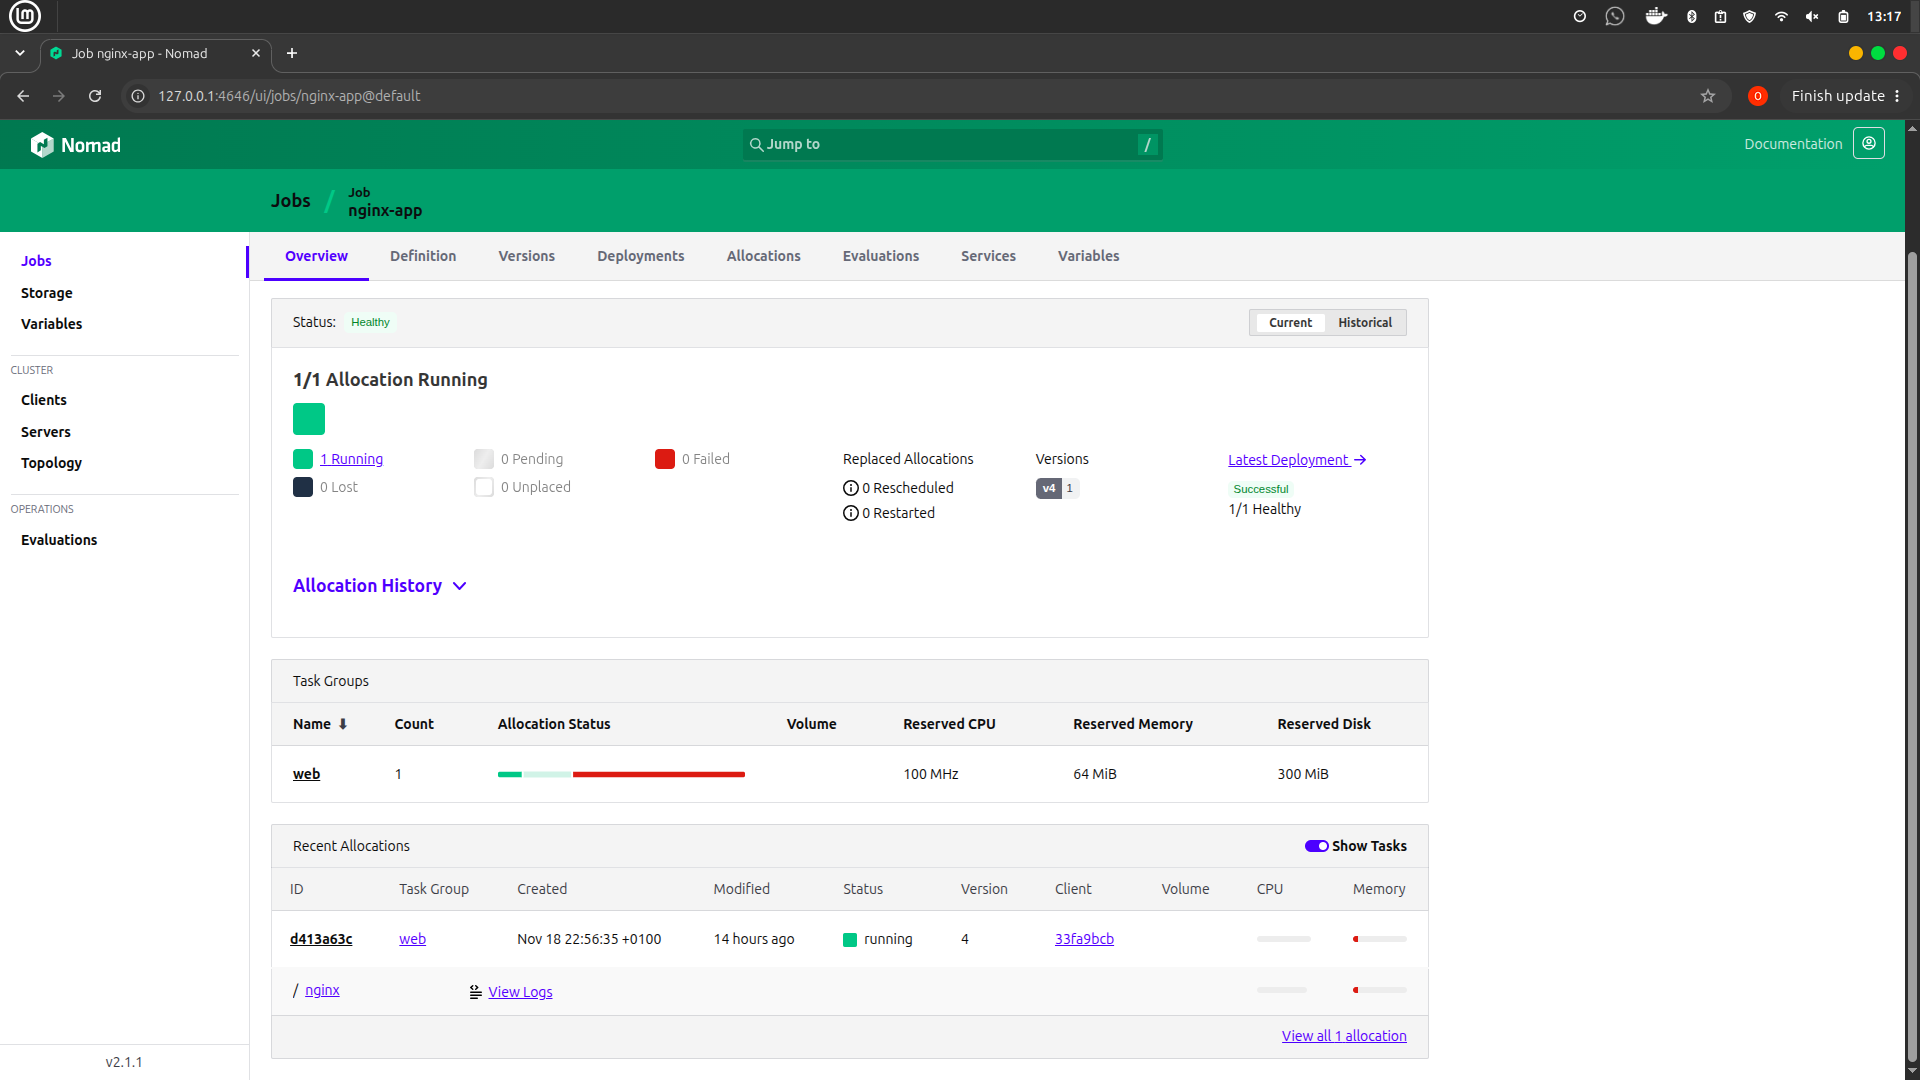 13:17
Job nginx-app - Nomad
127.0.0.1:4646/ui/jobs/nginx-app@default
0
Finish update
Nomad
Jump to
/
Documentation
Jobs / Job
nginx-app
Jobs
Storage
Variables
CLUSTER
Clients
Servers
Topology
OPERATIONS
Evaluations
v2.1.1
Overview Definition Versions Deployments Allocations Evaluations Services Variables
Status: Healthy
Current Historical
1/1 Allocation Running
1 Running 0 Pending 0 Failed
0 Lost 0 Unplaced
Replaced Allocations
0 Rescheduled
0 Restarted
Versions
v4 1
Latest Deployment
Successful
1/1 Healthy
Allocation History
Task Groups
Name Count Allocation Status Volume Reserved CPU Reserved Memory Reserved Disk
web 1 100 MHz 64 MiB 300 MiB
Recent Allocations Show Tasks
ID Task Group Created Modified Status Version Client Volume CPU Memory
d413a63c web Nov 18 22:56:35 +0100 14 hours ago running 4 33fa9bcb
/ nginx View Logs
View all 1 allocation